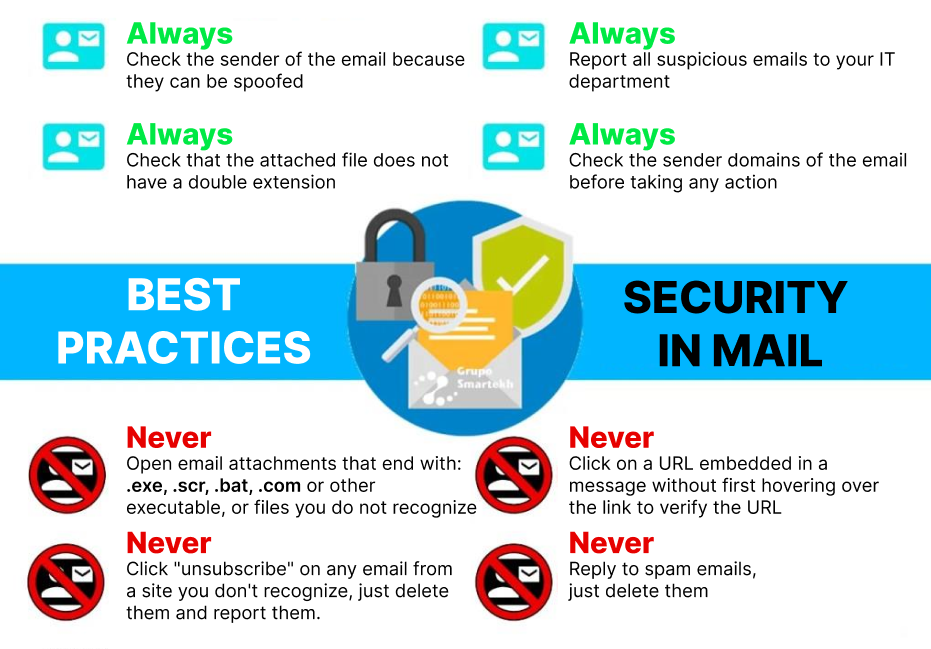 Always
Check the sender of the email because
they can be spoofed
Always
Report all suspicious emails to your IT
department
Always
Check that the attached file does not
have a double extension
Always
Check the sender domains of the email
before taking any action
BEST
PRACTICES
SECURITY
IN MAIL
Grupo
Smartekh
Never
Open email attachments that end with:
.exe, .scr, .bat, .com or other
executable, or files you do not recognize
Never
Click on a URL embedded in a
message without first hovering over
the link to verify the URL
Never
Click "unsubscribe" on any email from
a site you don't recognize, just delete
them and report them.
Never
Reply to spam emails,
just delete them